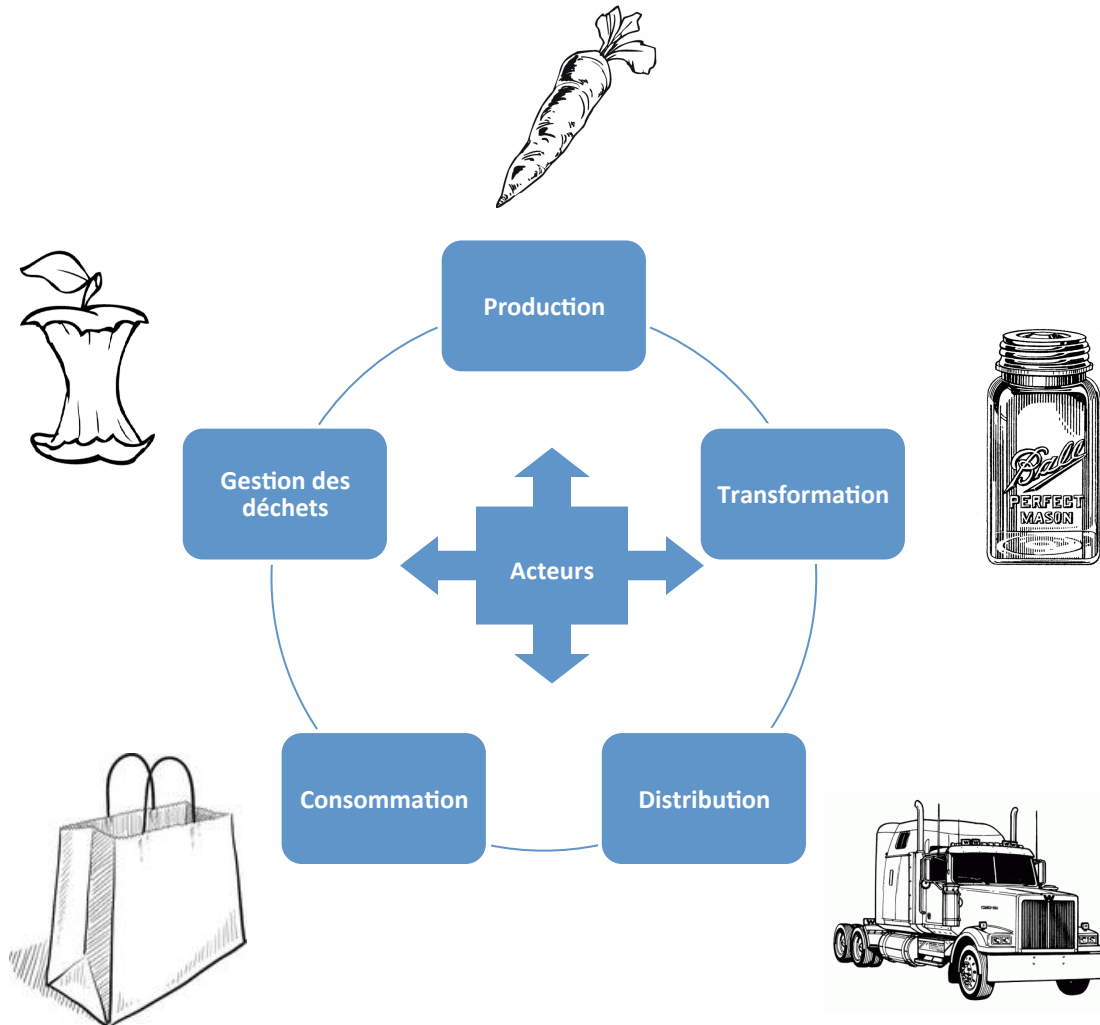 Production
Gestion des
déchets
Transformation
Ball
PERFECT
MASON
Acteurs
Consommation
Distribution